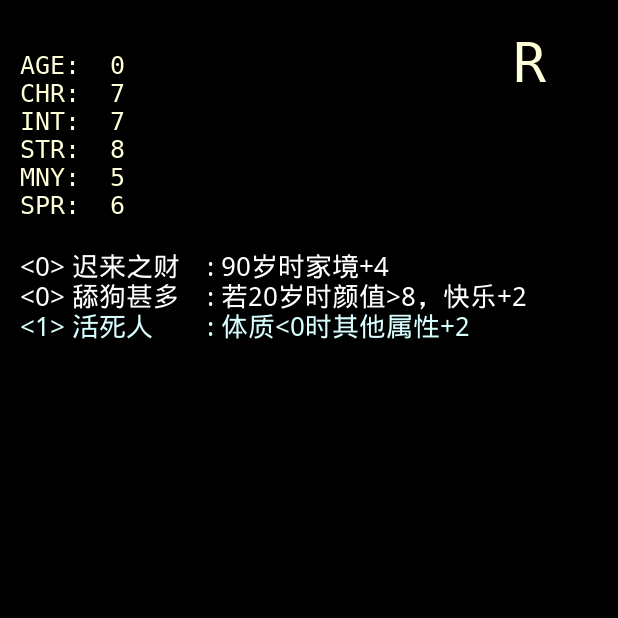 R
AGE: 0
CHR: 7
INT: 7
STR: 8
MNY: 5
SPR: 6
<0> 迟来之财 : 90岁时家境+4
<0> 舔狗甚多 : 若20岁时颜值>8，快乐+2
<1> 活死人 : 体质<0时其他属性+2